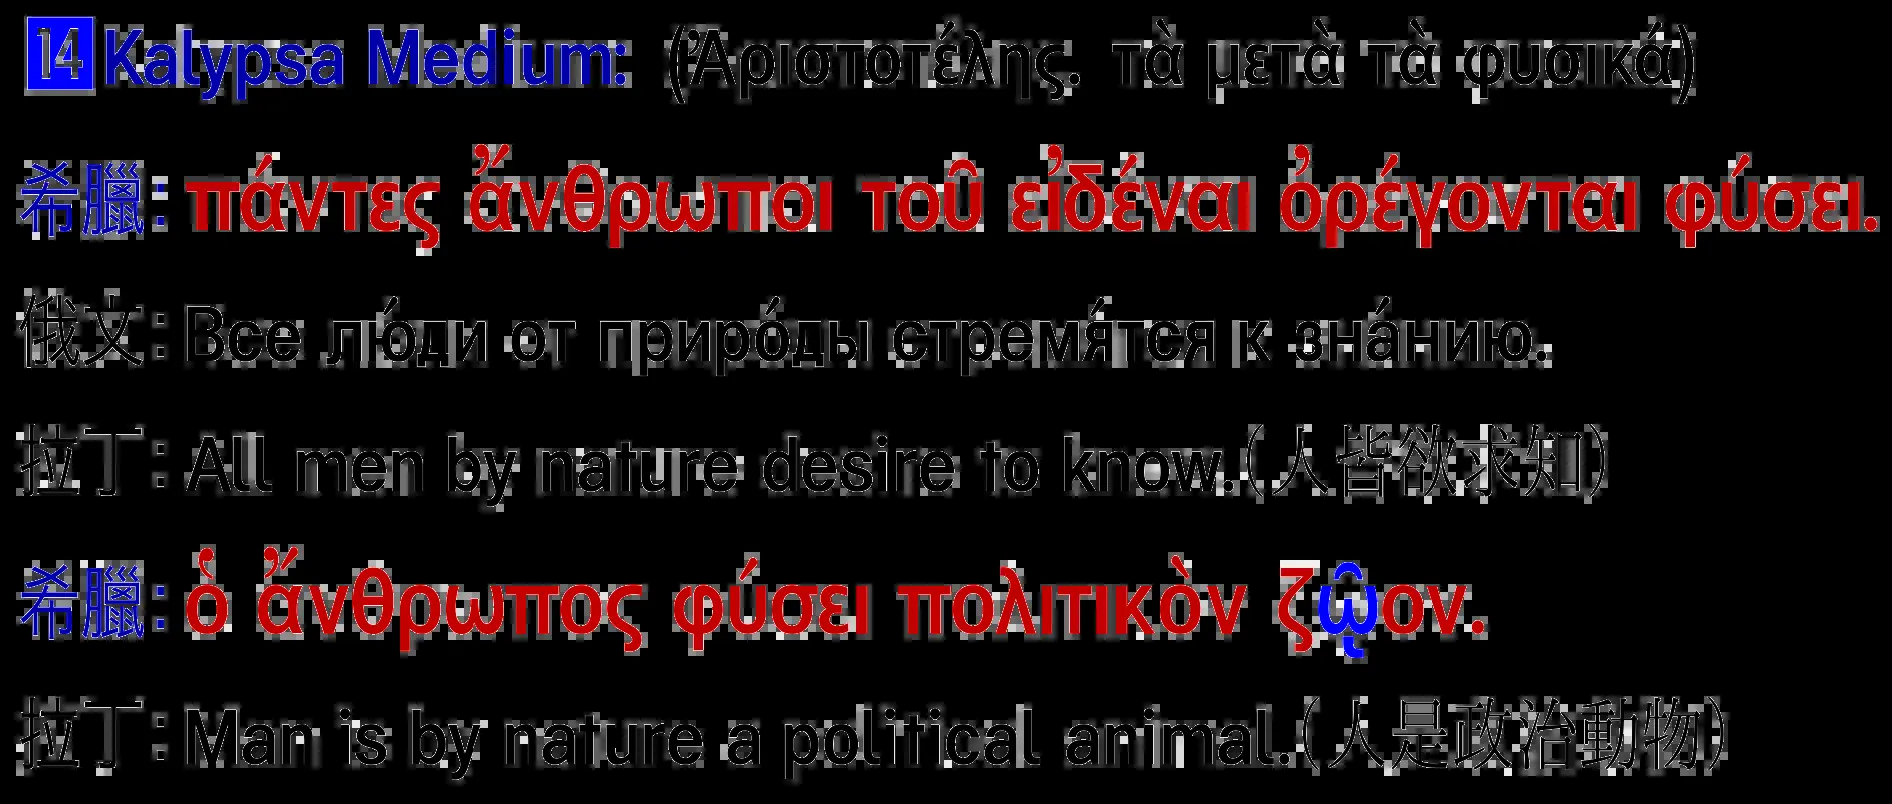 14 Kalypsa Medium: (Ἀριστοτέλης. τὰ μετὰ τὰ φυσικά)
希臘: πάντες ἄνθρωποι τοῦ εἰδέναι ὀρέγονται φύσει.
俄文: Все лю́ди от приро́ды стремя́тся к зна́нию.
拉丁: All men by nature desire to know.(人皆欲求知)
希臘: ὁ ἄνθρωπος φύσει πολιτικὸν ζῷον.
拉丁: Man is by nature a political animal.(人是政治動物)